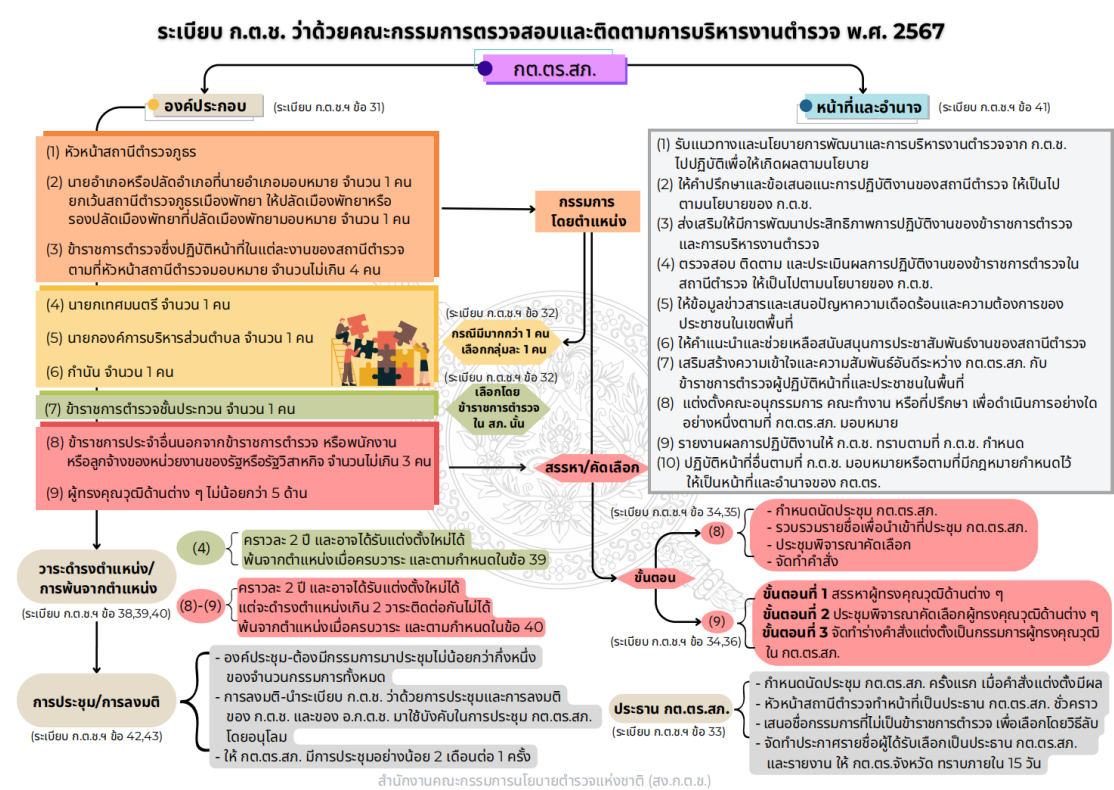 ระเบียบ ก.ต.ช. ว่าด้วยคณะกรรมการตรวจสอบและติดตามการบริหารงานตำรวจ พ.ศ. 2567
กต.ตร.สภ.
องค์ประกอบ (ระเบียบ ก.ต.ช.ฯ ข้อ 31)
(1) หัวหน้าสถานีตำรวจภูธร
(2) นายอำเภอหรือปลัดอำเภอที่นายอำเภอมอบหมาย จำนวน 1 คน
ยกเว้นสถานีตำรวจภูธรเมืองพัทยา ให้ปลัดเมืองพัทยาหรือ
รองปลัดเมืองพัทยาที่ปลัดเมืองพัทยามอบหมาย จำนวน 1 คน
(3) ข้าราชการตำรวจซึ่งปฏิบัติหน้าที่ในแต่ละงานของสถานีตำรวจ
ตามที่หัวหน้าสถานีตำรวจมอบหมาย จำนวนไม่เกิน 4 คน
(4) นายกเทศมนตรี จำนวน 1 คน
(5) นายกองค์การบริหารส่วนตำบล จำนวน 1 คน
(6) กำนัน จำนวน 1 คน
(7) ข้าราชการตำรวจชั้นประทวน จำนวน 1 คน
(8) ข้าราชการประจำอื่นนอกจากข้าราชการตำรวจ หรือพนักงาน
หรือลูกจ้างของหน่วยงานของรัฐหรือรัฐวิสาหกิจ จำนวนไม่เกิน 3 คน
(9) ผู้ทรงคุณวุฒิด้านต่าง ๆ ไม่น้อยกว่า 5 ด้าน
กรรมการ
โดยตำแหน่ง
(ระเบียบ ก.ต.ช.ฯ ข้อ 32)
กรณีมีมากกว่า 1 คน
เลือกกลุ่มละ 1 คน
(ระเบียบ ก.ต.ช.ฯ ข้อ 32)
เลือกโดย
ข้าราชการตำรวจ
ใน สภ. นั้น
สรรหา/คัดเลือก
หน้าที่และอำนาจ (ระเบียบ ก.ต.ช.ฯ ข้อ 41)
(1) รับแนวทางและนโยบายการพัฒนาและการบริหารงานตำรวจจาก ก.ต.ช.
ไปปฏิบัติเพื่อให้เกิดผลตามนโยบาย
(2) ให้คำปรึกษาและข้อเสนอแนะการปฏิบัติงานของสถานีตำรวจ ให้เป็นไป
ตามนโยบายของ ก.ต.ช.
(3) ส่งเสริมให้มีการพัฒนาประสิทธิภาพการปฏิบัติงานของข้าราชการตำรวจ
และการบริหารงานตำรวจ
(4) ตรวจสอบ ติดตาม และประเมินผลการปฏิบัติงานของข้าราชการตำรวจใน
สถานีตำรวจ ให้เป็นไปตามนโยบายของ ก.ต.ช.
(5) ให้ข้อมูลข่าวสารและเสนอปัญหาความเดือดร้อนและความต้องการของ
ประชาชนในเขตพื้นที่
(6) ให้คำแนะนำและช่วยเหลือสนับสนุนการประชาสัมพันธ์งานของสถานีตำรวจ
(7) เสริมสร้างความเข้าใจและความสัมพันธ์อันดีระหว่าง กต.ตร.สภ. กับ
ข้าราชการตำรวจผู้ปฏิบัติหน้าที่และประชาชนในพื้นที่
(8) แต่งตั้งคณะอนุกรรมการ คณะทำงาน หรือที่ปรึกษา เพื่อดำเนินการอย่างใด
อย่างหนึ่งตามที่ กต.ตร.สภ. มอบหมาย
(9) รายงานผลการปฏิบัติงานให้ ก.ต.ช. ทราบตามที่ ก.ต.ช. กำหนด
(10) ปฏิบัติหน้าที่อื่นตามที่ ก.ต.ช. มอบหมายหรือตามที่มีกฎหมายกำหนดไว้
ให้เป็นหน้าที่และอำนาจของ กต.ตร.
วาระดำรงตำแหน่ง/
การพ้นจากตำแหน่ง
(ระเบียบ ก.ต.ช.ฯ ข้อ 38,39,40)
(4)
คราวละ 2 ปี และอาจได้รับแต่งตั้งใหม่ได้
พ้นจากตำแหน่งเมื่อครบวาระ และตามกำหนดในข้อ 39
(8)-(9)
คราวละ 2 ปี และอาจได้รับแต่งตั้งใหม่ได้
แต่จะดำรงตำแหน่งเกิน 2 วาระติดต่อกันไม่ได้
พ้นจากตำแหน่งเมื่อครบวาระ และตามกำหนดในข้อ 40
ขั้นตอน
(ระเบียบ ก.ต.ช.ฯ ข้อ 34,35)
(8)
- กำหนดนัดประชุม กต.ตร.สภ.
- รวบรวมรายชื่อเพื่อนำเข้าที่ประชุม กต.ตร.สภ.
- ประชุมพิจารณาคัดเลือก
- จัดทำคำสั่ง
(9)
(ระเบียบ ก.ต.ช.ฯ ข้อ 34,36)
ขั้นตอนที่ 1 สรรหาผู้ทรงคุณวุฒิด้านต่าง ๆ
ขั้นตอนที่ 2 ประชุมพิจารณาคัดเลือกผู้ทรงคุณวุฒิด้านต่าง ๆ
ขั้นตอนที่ 3 จัดทำร่างคำสั่งแต่งตั้งเป็นกรรมการผู้ทรงคุณวุฒิ
ใน กต.ตร.สภ.
การประชุม/การลงมติ
(ระเบียบ ก.ต.ช.ฯ ข้อ 42,43)
- องค์ประชุม-ต้องมีกรรมการมาประชุมไม่น้อยกว่ากึ่งหนึ่ง
ของจำนวนกรรมการทั้งหมด
- การลงมติ-นำระเบียบ ก.ต.ช. ว่าด้วยการประชุมและการลงมติ
ของ ก.ต.ช. และของ อ.ก.ต.ช. มาใช้บังคับในการประชุม กต.ตร.สภ.
โดยอนุโลม
- ให้ กต.ตร.สภ. มีการประชุมอย่างน้อย 2 เดือนต่อ 1 ครั้ง
ประธาน กต.ตร.สภ.
(ระเบียบ ก.ต.ช.ฯ ข้อ 33)
- กำหนดนัดประชุม กต.ตร.สภ. ครั้งแรก เมื่อคำสั่งแต่งตั้งมีผล
- หัวหน้าสถานีตำรวจทำหน้าที่เป็นประธาน กต.ตร.สภ. ชั่วคราว
- เสนอชื่อกรรมการที่ไม่เป็นข้าราชการตำรวจ เพื่อเลือกโดยวิธีลับ
- จัดทำประกาศรายชื่อผู้ได้รับเลือกเป็นประธาน กต.ตร.สภ.
และรายงาน ให้ กต.ตร.จังหวัด ทราบภายใน 15 วัน
สำนักงานคณะกรรมการนโยบายตำรวจแห่งชาติ (สง.ก.ต.ช.)